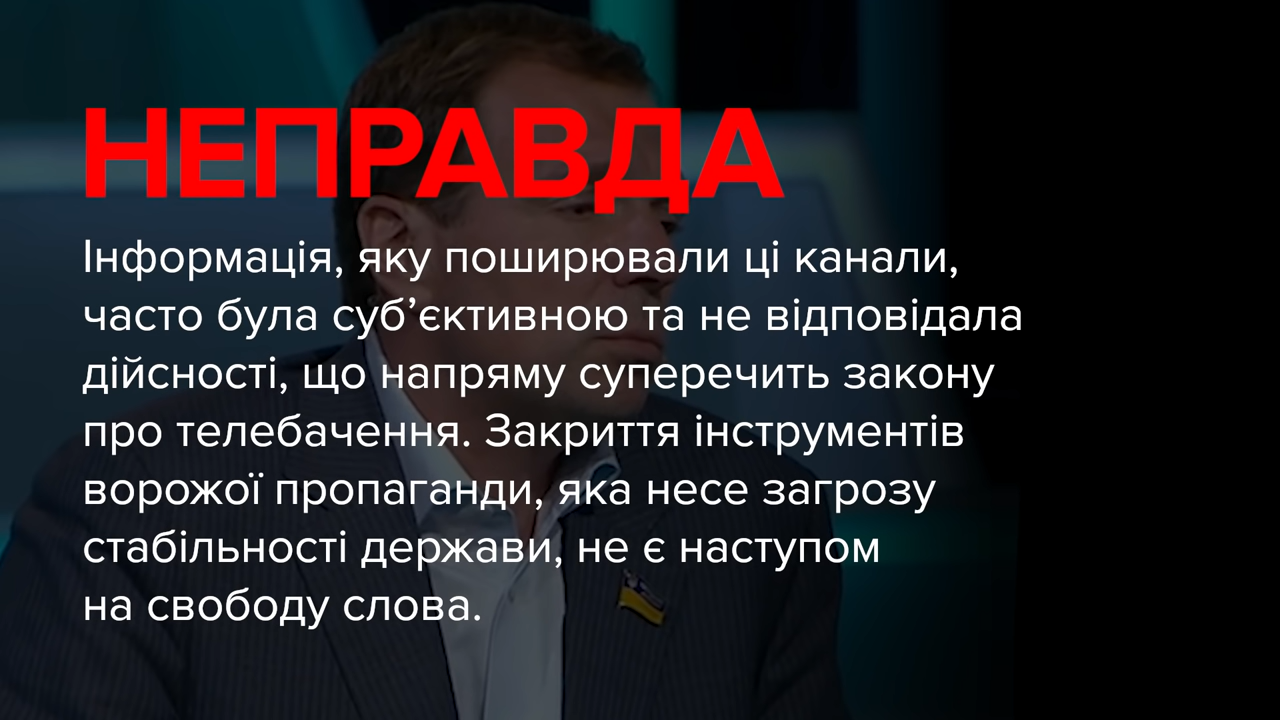 НЕПРАВДА
Інформація, яку поширювали ці канали,
часто була суб’єктивною та не відповідала
дійсності, що напряму суперечить закону
про телебачення. Закриття інструментів
ворожої пропаганди, яка несе загрозу
стабільності держави, не є наступом
на свободу слова.